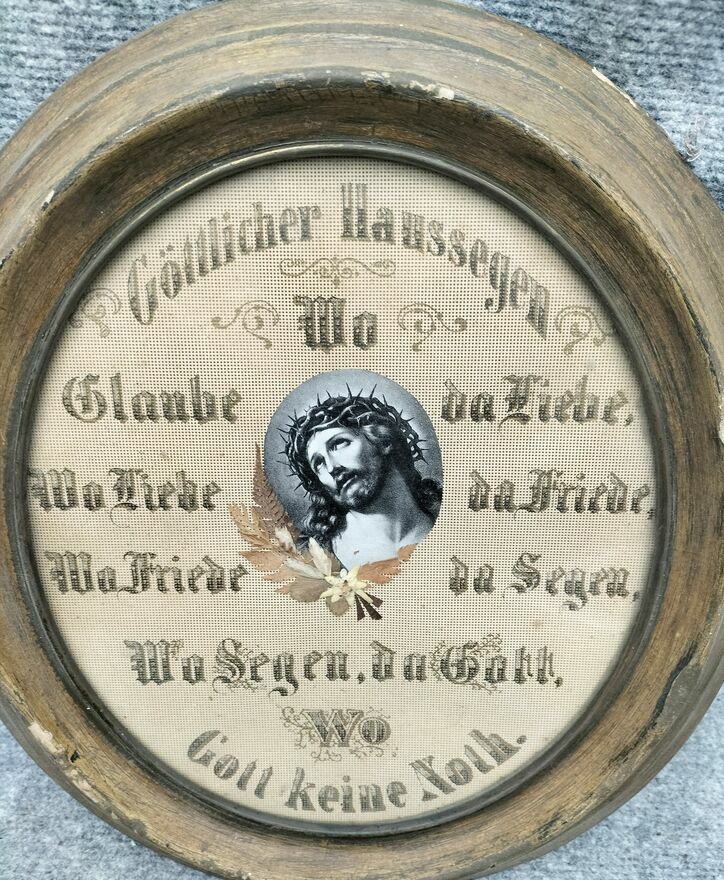 Göttlicher Haussegen
Wo
Glaube da Liebe,
Wo Liebe da Friede,
Wo Friede da Segen,
Wo Segen, da Gott,
Wo
Gott keine Noth.